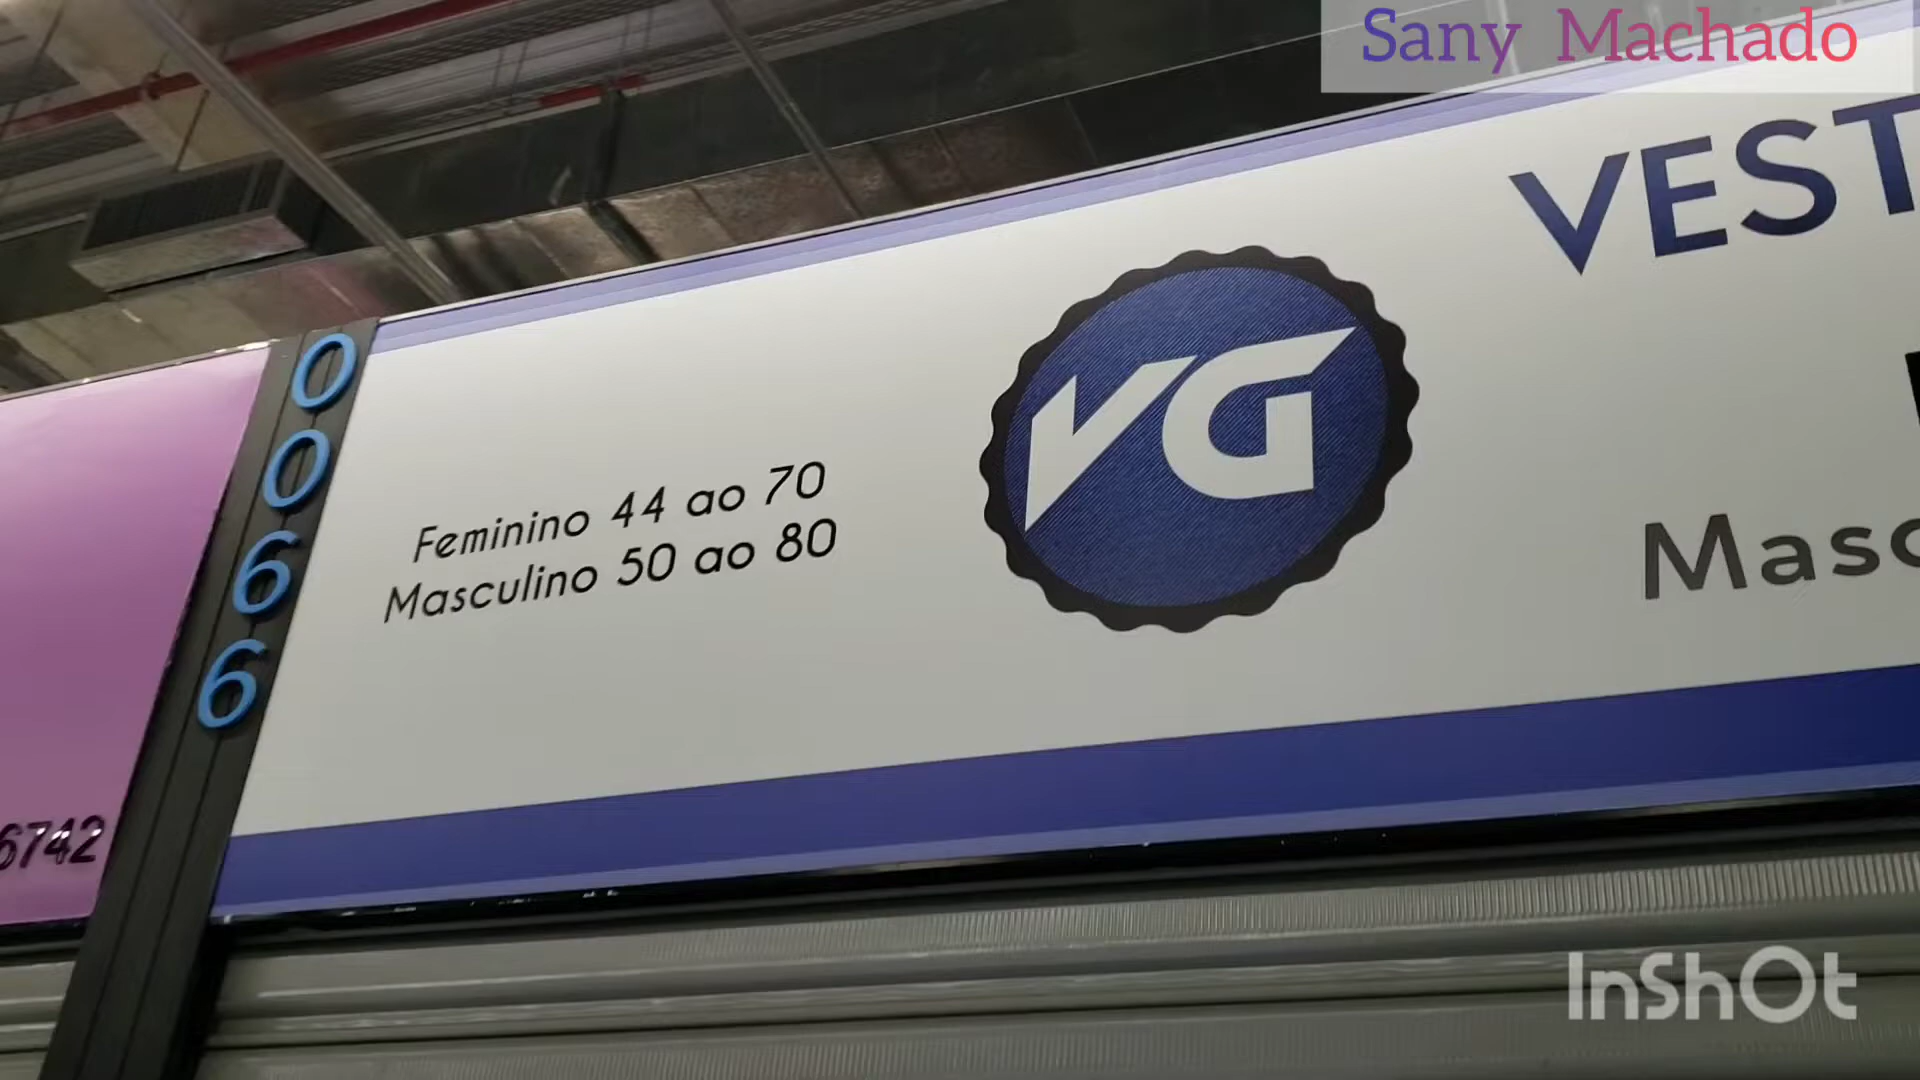 Sany Machado
VEST
0066
VG
Feminino 44 ao 70
Masculino 50 ao 80
Masc
6742
InShOt